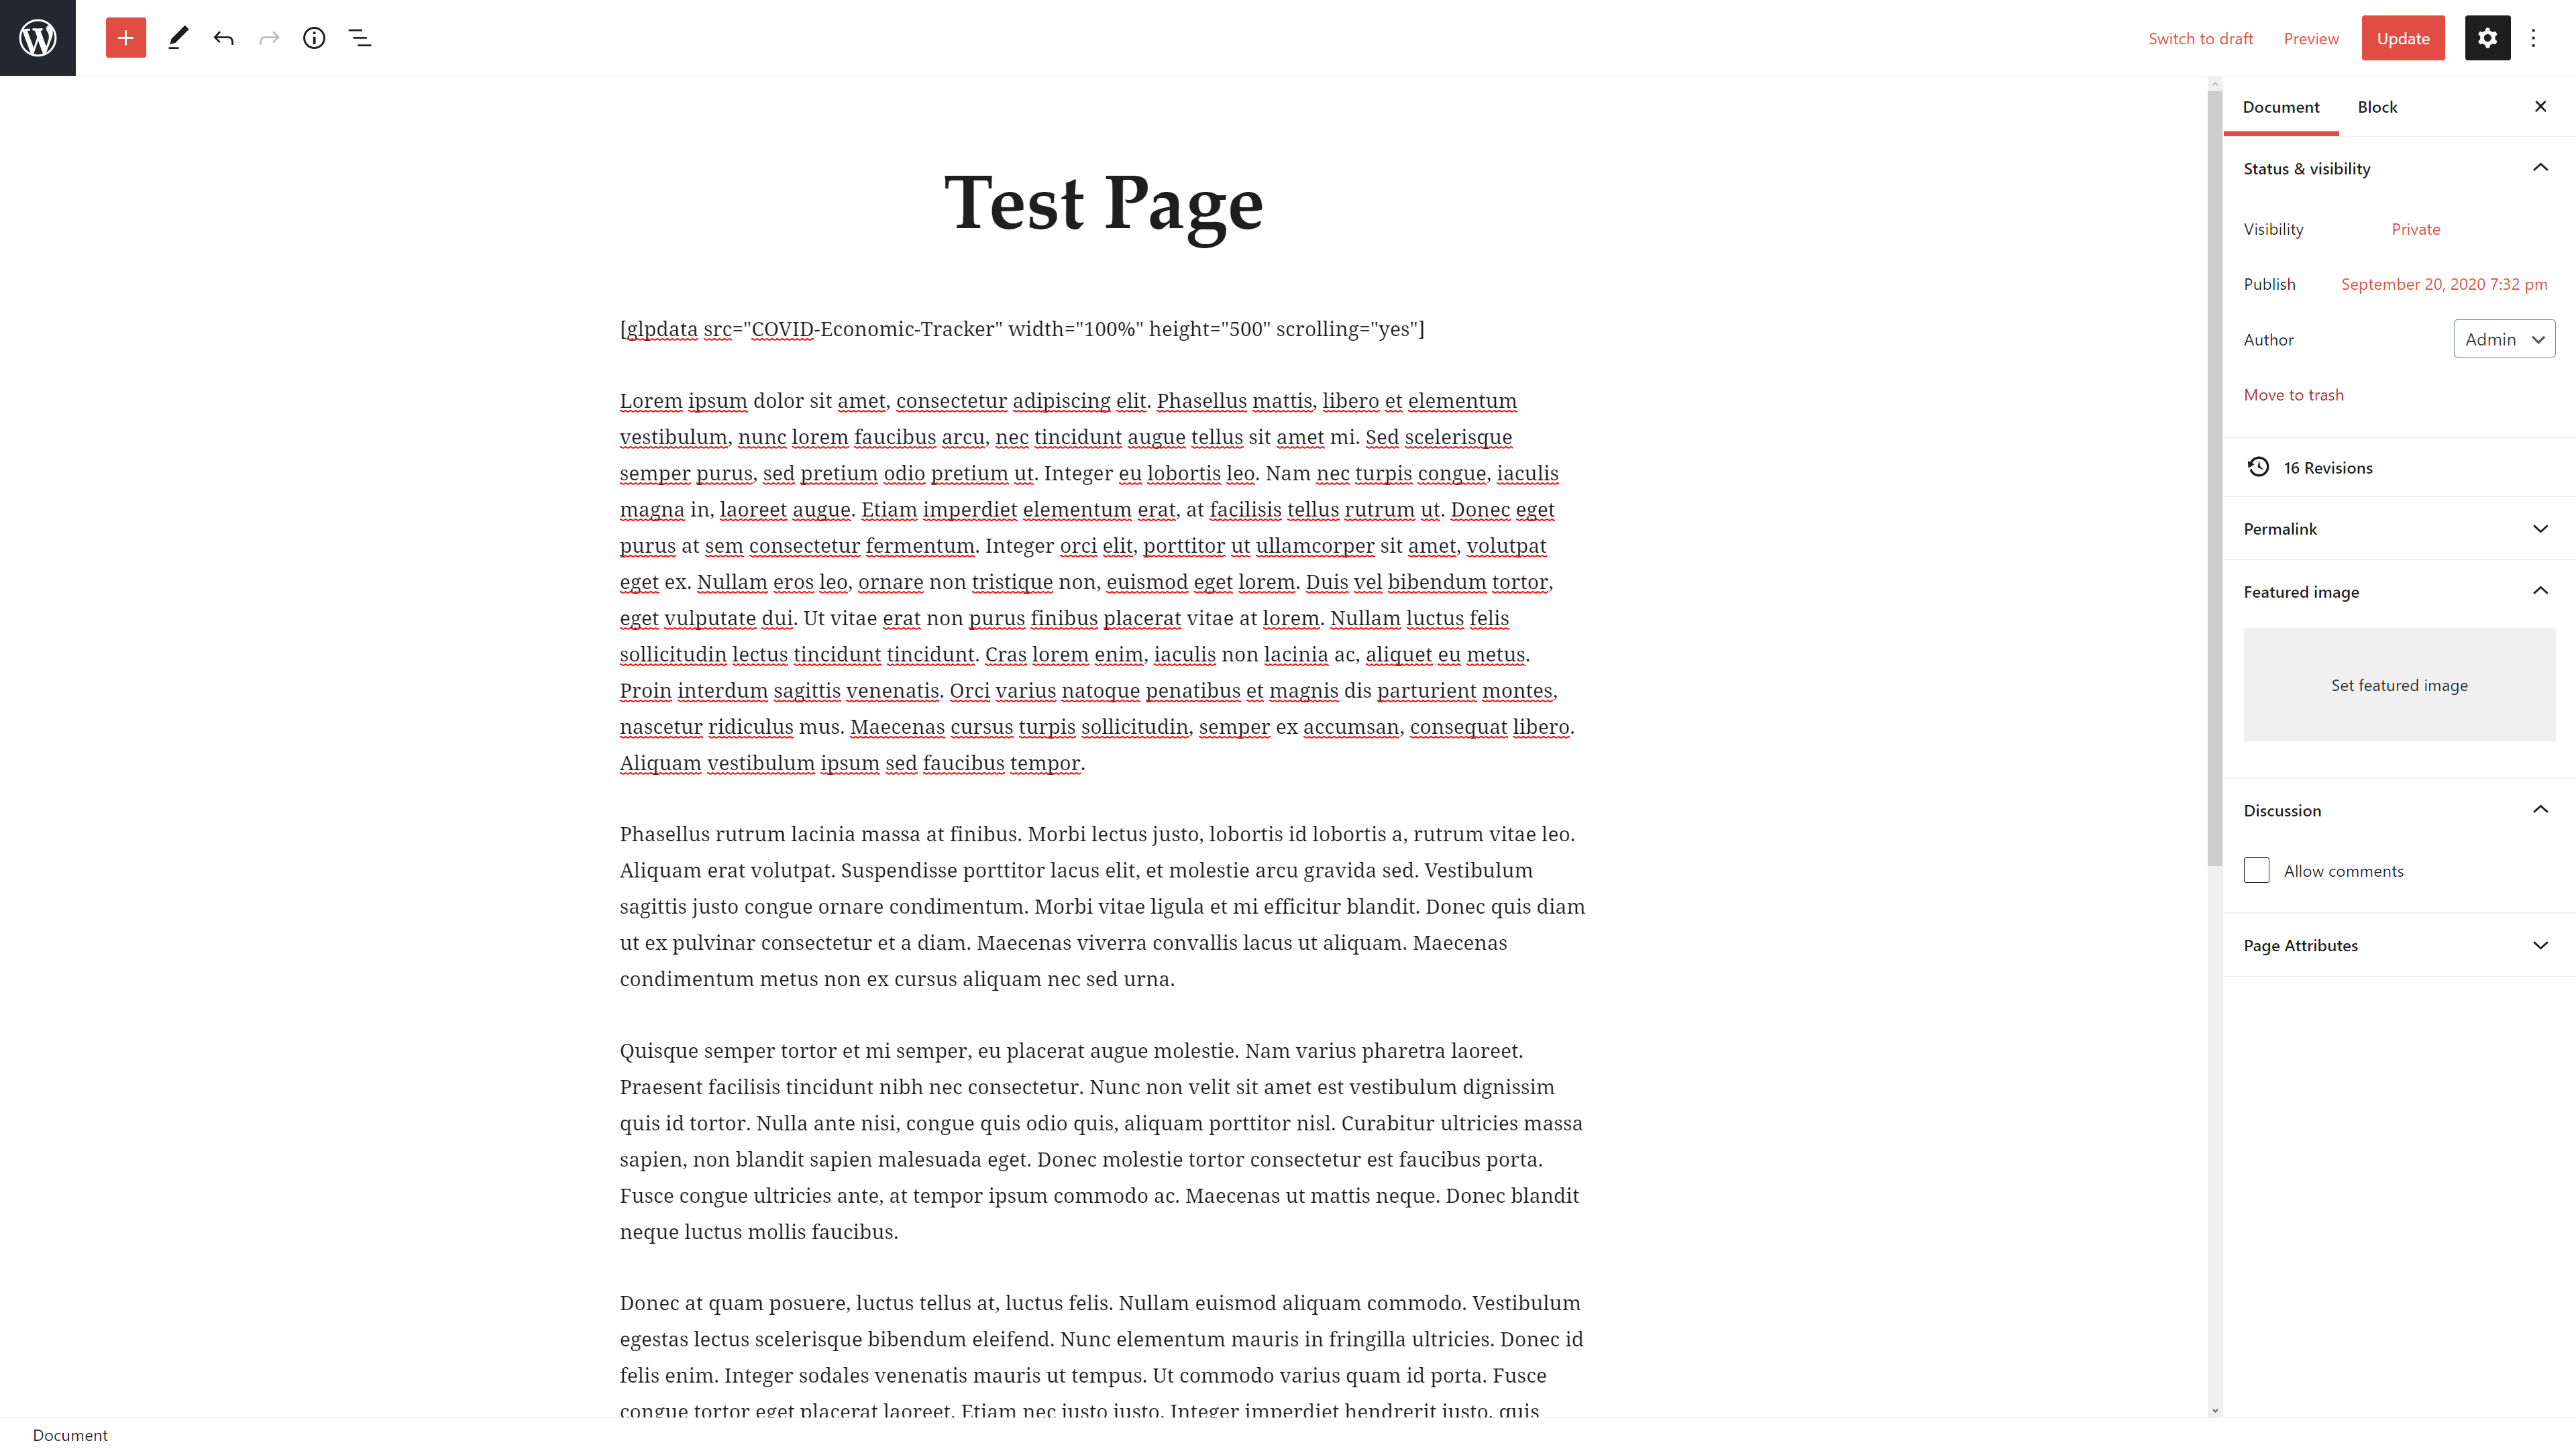 Switch to draft
Preview
Update
Test Page
[glpdata src="COVID-Economic-Tracker" width="100%" height="500" scrolling="yes"]
Lorem ipsum dolor sit amet, consectetur adipiscing elit. Phasellus mattis, libero et elementum
vestibulum, nunc lorem faucibus arcu, nec tincidunt augue tellus sit amet mi. Sed scelerisque
semper purus, sed pretium odio pretium ut. Integer eu lobortis leo. Nam nec turpis congue, iaculis
magna in, laoreet augue. Etiam imperdiet elementum erat, at facilisis tellus rutrum ut. Donec eget
purus at sem consectetur fermentum. Integer orci elit, porttitor ut ullamcorper sit amet, volutpat
eget ex. Nullam eros leo, ornare non tristique non, euismod eget lorem. Duis vel bibendum tortor,
eget vulputate dui. Ut vitae erat non purus finibus placerat vitae at lorem. Nullam luctus felis
sollicitudin lectus tincidunt tincidunt. Cras lorem enim, iaculis non lacinia ac, aliquet eu metus.
Proin interdum sagittis venenatis. Orci varius natoque penatibus et magnis dis parturient montes,
nascetur ridiculus mus. Maecenas cursus turpis sollicitudin, semper ex accumsan, consequat libero.
Aliquam vestibulum ipsum sed faucibus tempor.
Phasellus rutrum lacinia massa at finibus. Morbi lectus justo, lobortis id lobortis a, rutrum vitae leo.
Aliquam erat volutpat. Suspendisse porttitor lacus elit, et molestie arcu gravida sed. Vestibulum
sagittis justo congue ornare condimentum. Morbi vitae ligula et mi efficitur blandit. Donec quis diam
ut ex pulvinar consectetur et a diam. Maecenas viverra convallis lacus ut aliquam. Maecenas
condimentum metus non ex cursus aliquam nec sed urna.
Quisque semper tortor et mi semper, eu placerat augue molestie. Nam varius pharetra laoreet.
Praesent facilisis tincidunt nibh nec consectetur. Nunc non velit sit amet est vestibulum dignissim
quis id tortor. Nulla ante nisi, congue quis odio quis, aliquam porttitor nisl. Curabitur ultricies massa
sapien, non blandit sapien malesuada eget. Donec molestie tortor consectetur est faucibus porta.
Fusce congue ultricies ante, at tempor ipsum commodo ac. Maecenas ut mattis neque. Donec blandit
neque luctus mollis faucibus.
Donec at quam posuere, luctus tellus at, luctus felis. Nullam euismod aliquam commodo. Vestibulum
egestas lectus scelerisque bibendum eleifend. Nunc elementum mauris in fringilla ultricies. Donec id
felis enim. Integer sodales venenatis mauris ut tempus. Ut commodo varius quam id porta. Fusce
congue tortor eget placerat laoreet. Etiam nec justo justo. Integer imperdiet hendrerit justo, quis
Document
Block
Status & visibility
Visibility
Private
Publish
September 20, 2020 7:32 pm
Author
Admin
Move to trash
16 Revisions
Permalink
Featured image
Set featured image
Discussion
Allow comments
Page Attributes
Document